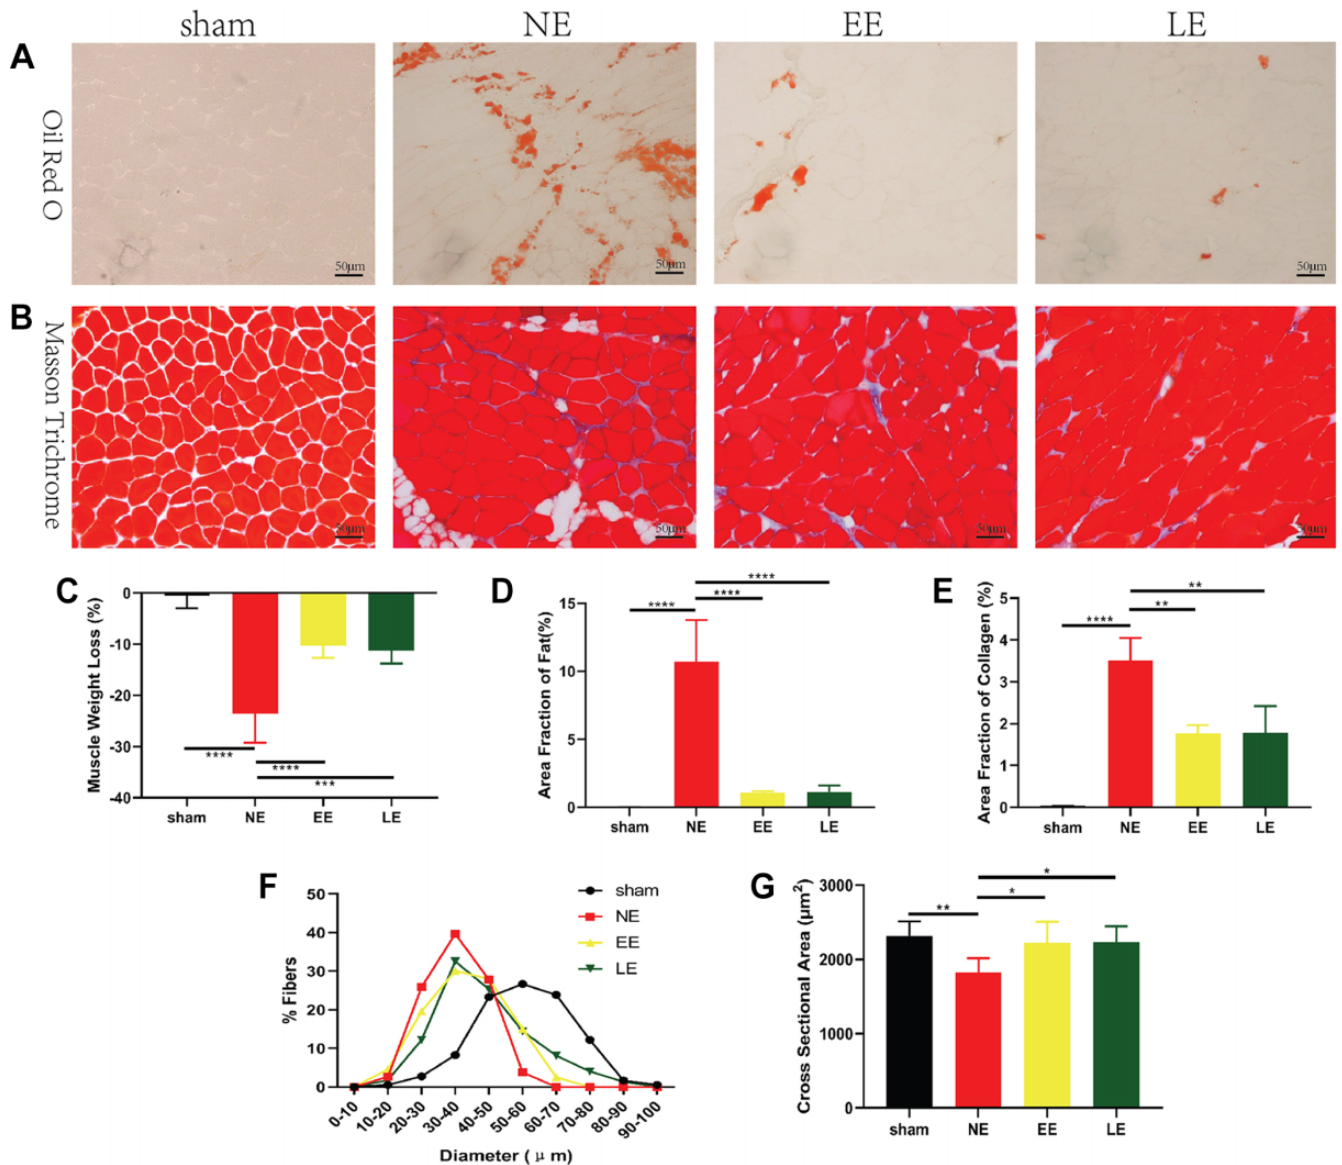 sham NE EE LE
A
Oil Red O
50μm 50μm 50μm
B
Masson Trichrome
50μm 50μm 50μm 50μm
C
Muscle Weight Loss (%)
0
-10
-20
-30
-40
**** 
****
***
sham NE EE LE
D
Area Fraction of Fat(%)
15
10
5
0
****
****
****
sham NE EE LE
E
Area Fraction of Collagen (%)
5
4
3
2
1
0
**
**
****
sham NE EE LE
F
% Fibers
50
40
30
20
10
0
sham
NE
EE
LE
0-10 10-20 20-30 30-40 40-50 50-60 60-70 70-80 80-90 90-100
Diameter ( μ m)
G
Cross Sectional Area (μm²)
3000
2000
1000
0
*
*
**
sham NE EE LE